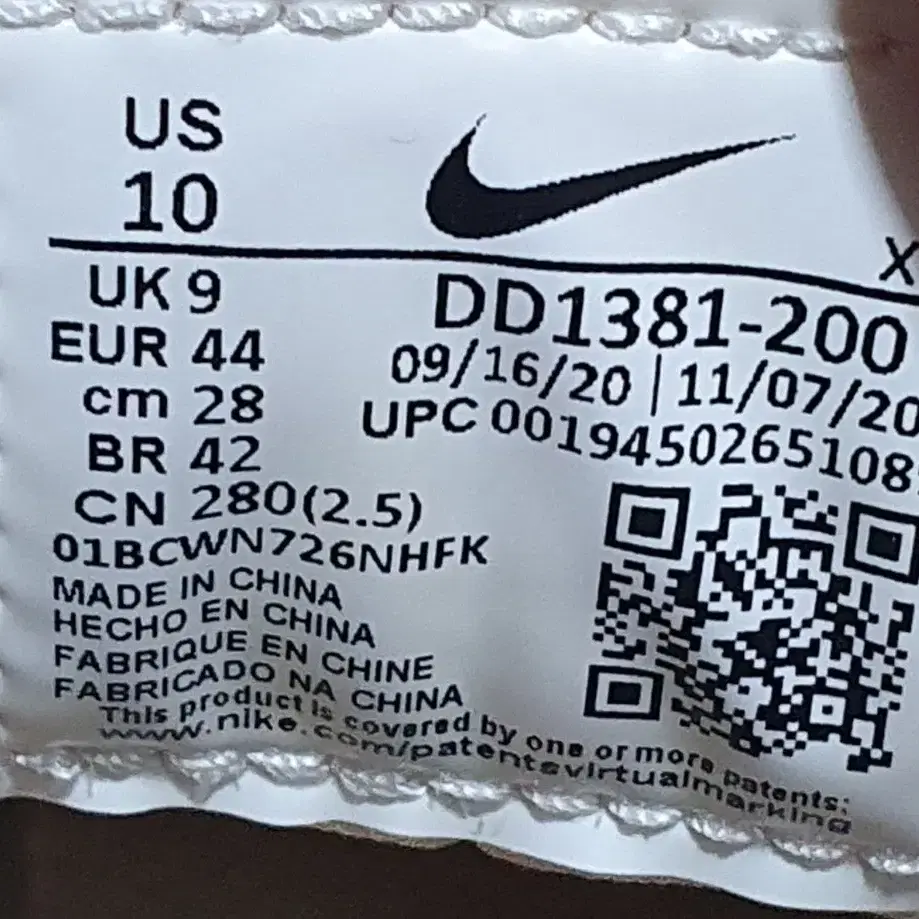 US
10
X
UK 9
EUR 44
cm 28
BR 42
CN 280(2.5)
DD1381-200
09/16/20 | 11/07/20
UPC 0019450265108
01BCWN726NHFK
MADE IN CHINA
HECHO EN CHINA
FABRIQUE EN CHINE
FABRICADO NA CHINA
This product is covered by one or more patents:
www.nike.com/patentsvirtualmarking